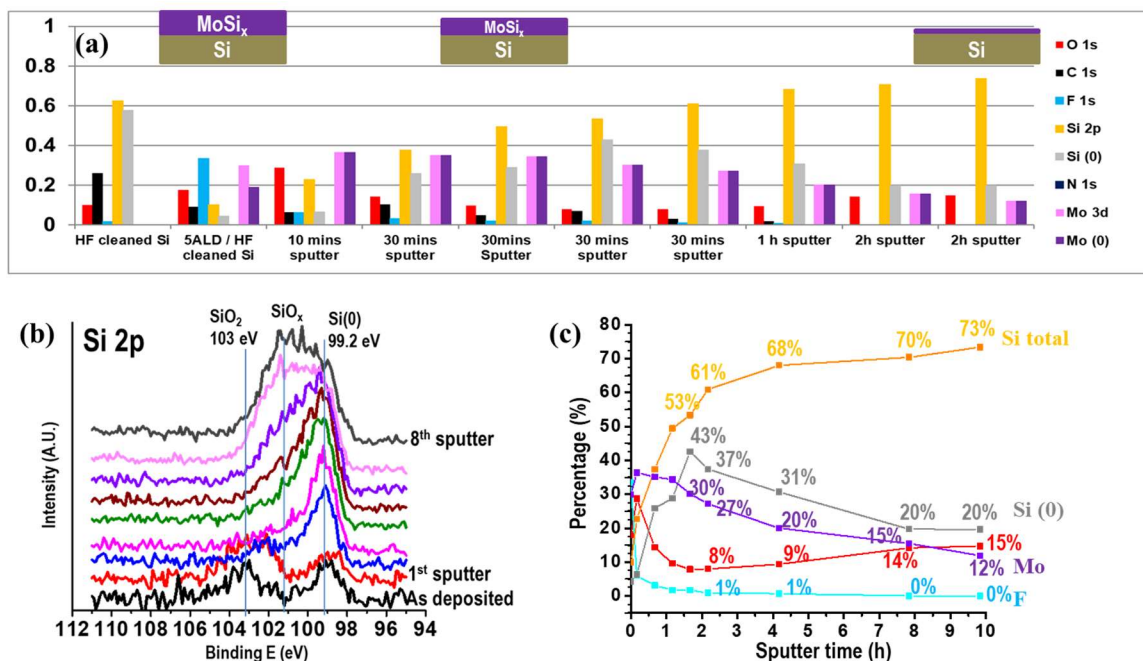 (a)
MoSiₓ
Si
MoSiₓ
Si
Si
1
0.8
0.6
0.4
0.2
0
HF cleaned Si
5ALD / HF cleaned Si
10 mins sputter
30 mins sputter
30mins Sputter
30 mins sputter
30 mins sputter
1 h sputter
2h sputter
2h sputter
O 1s
C 1s
F 1s
Si 2p
Si (0)
N 1s
Mo 3d
Mo (0)
(b)
Si 2p
SiO₂
103 eV
SiOₓ
Si(0)
99.2 eV
8th sputter
1st sputter
As deposited
Intensity (A.U.)
112 110 108 106 104 102 100 98 96 94
Binding E (eV)
(c)
Percentage (%)
80
70
60
50
40
30
20
10
0
53%
61%
68%
70%
73%
Si total
43%
37%
31%
20%
20%
Si (0)
30%
27%
20%
15%
12%
Mo
8%
9%
14%
15%
1%
1%
0%
0%
F
0 1 2 3 4 5 6 7 8 9 10
Sputter time (h)